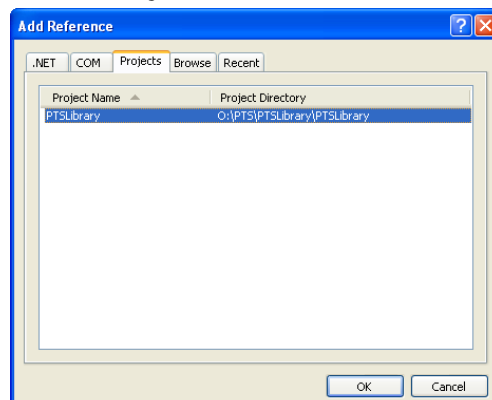 Add Reference
.NET COM Projects Browse Recent
Project Name Project Directory
PTSLibrary O:\PTS\PTSLibrary\PTSLibrary
OK Cancel